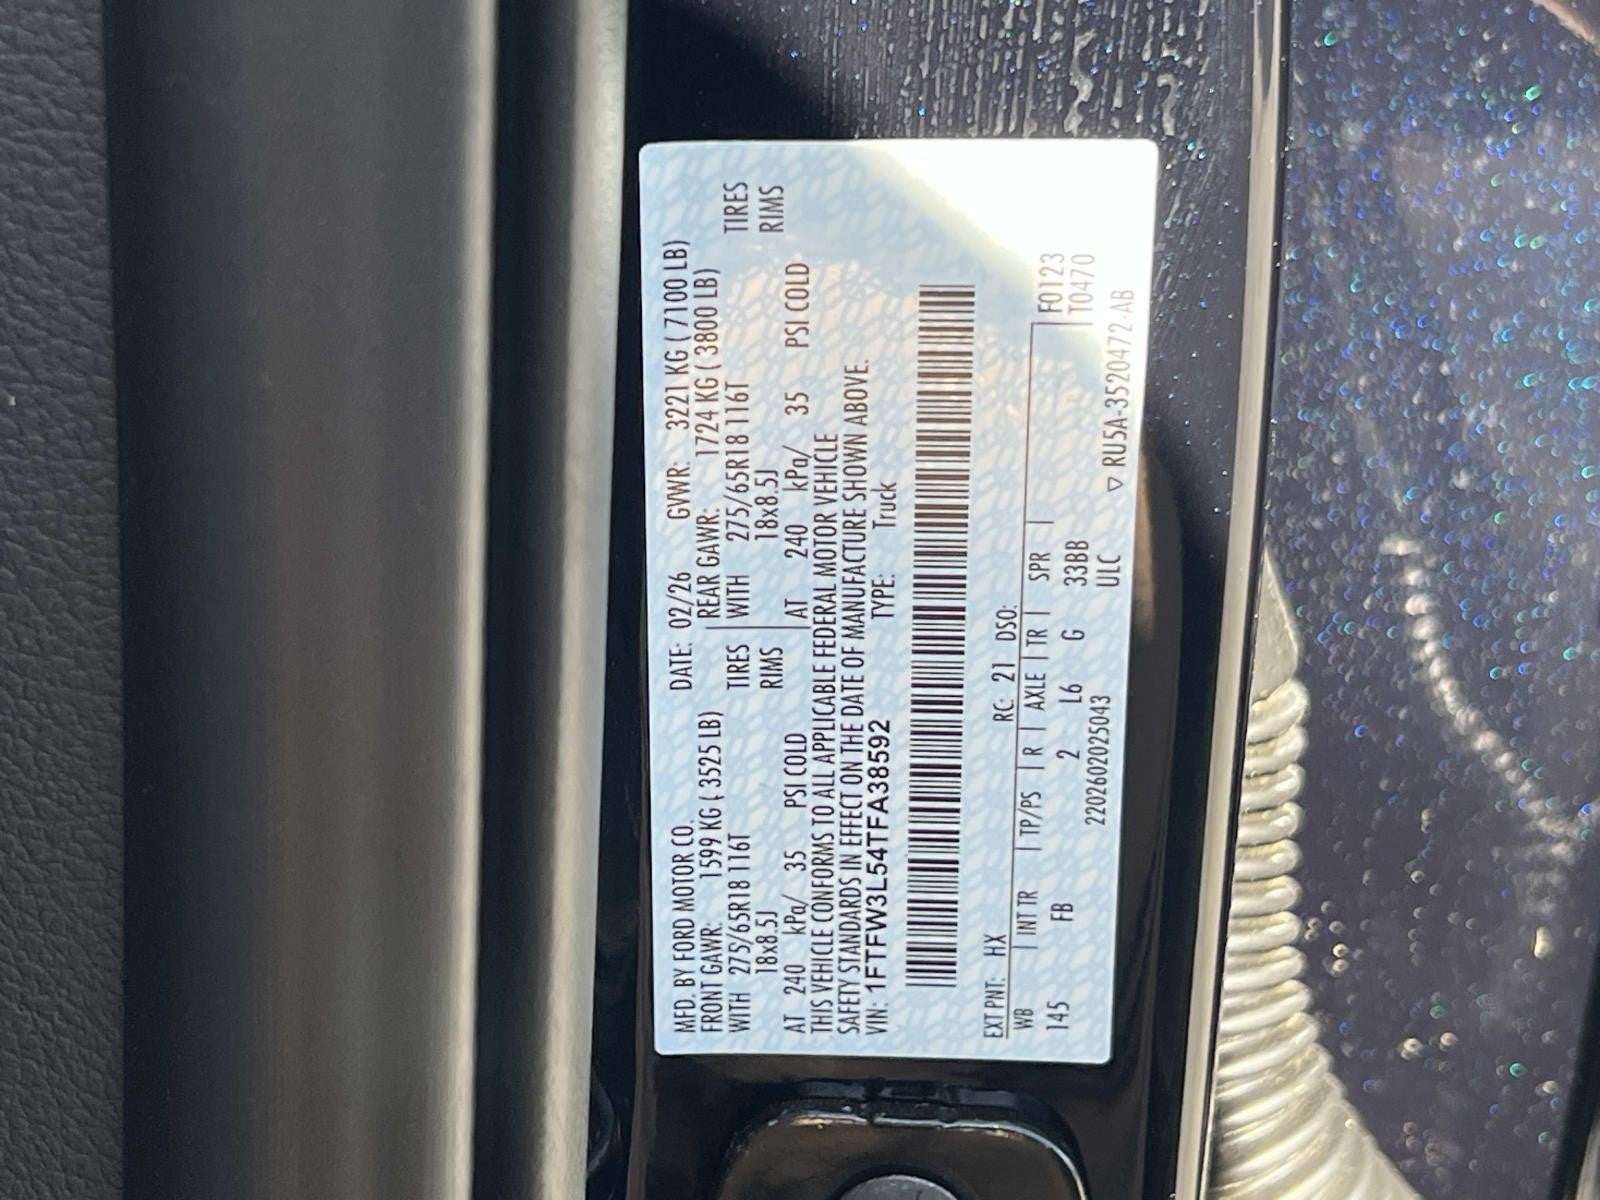 MFD. BY FORD MOTOR CO. DATE: 02/26 GVWR: 3221 KG ( 7100 LB)
FRONT GAWR: 1599 KG ( 3525 LB) REAR GAWR: 1724 KG ( 3800 LB)
WITH 275/65R18 116T TIRES WITH 275/65R18 116T TIRES
18x8.5J RIMS 18x8.5J RIMS
AT 240 kPa/ 35 PSI COLD AT 240 kPa/ 35 PSI COLD
THIS VEHICLE CONFORMS TO ALL APPLICABLE FEDERAL MOTOR VEHICLE
SAFETY STANDARDS IN EFFECT ON THE DATE OF MANUFACTURE SHOWN ABOVE.
VIN: 1FTFW3L54TFA38592 TYPE: Truck
EXT PNT: HX RC: 21 DSO:
WB | INT TR | TP/PS | R | AXLE | TR | SPR | F0123
145 FB 2 L6 G 33BB T0470
2202602025043 ULC ▽ RU5A-3520472-AB